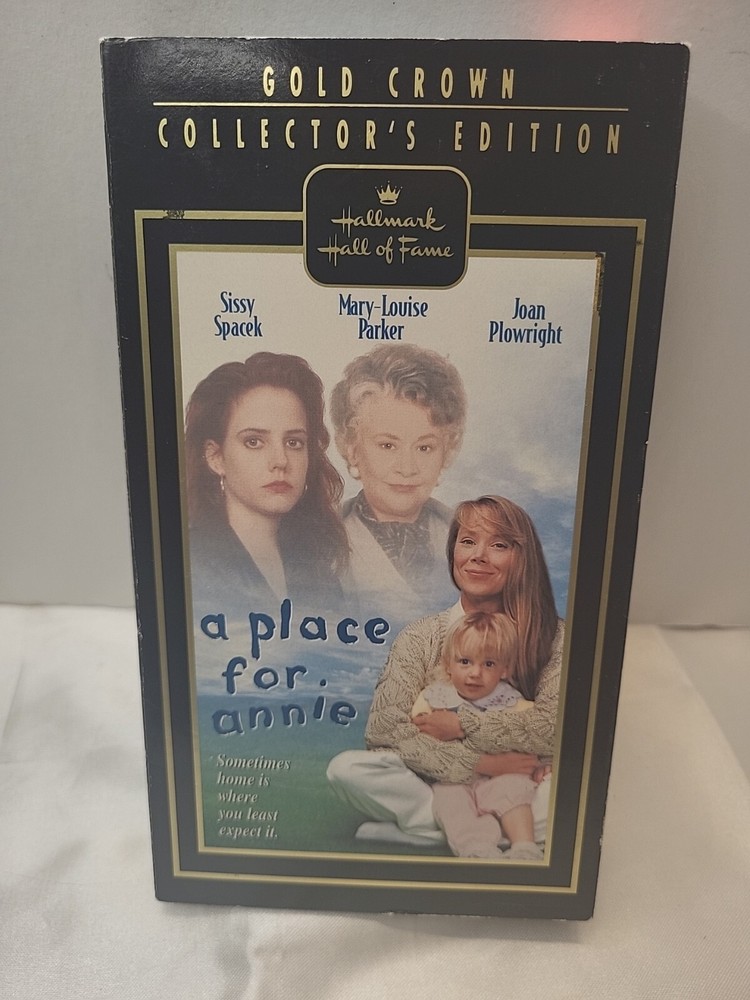 GOLD CROWN
COLLECTOR'S EDITION
Hallmark
Hall of Fame
Sissy
Spacek
Mary-Louise
Parker
Joan
Plowright
a place
for.
annie
Sometimes
home is
where
you least
expect it.